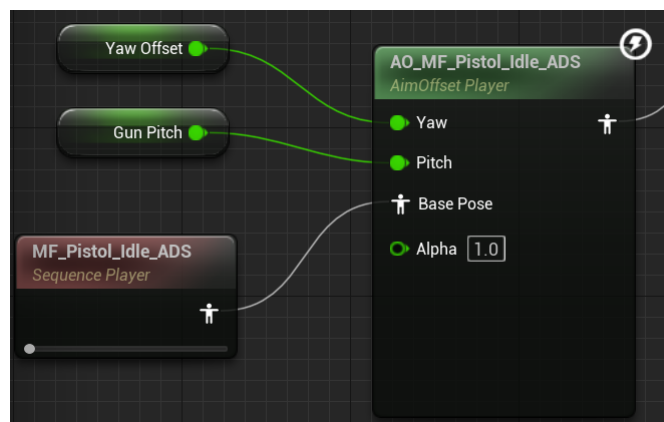 Yaw Offset
Gun Pitch
MF_Pistol_Idle_ADS
Sequence Player
AO_MF_Pistol_Idle_ADS
AimOffset Player
Yaw
Pitch
Base Pose
Alpha 1.0